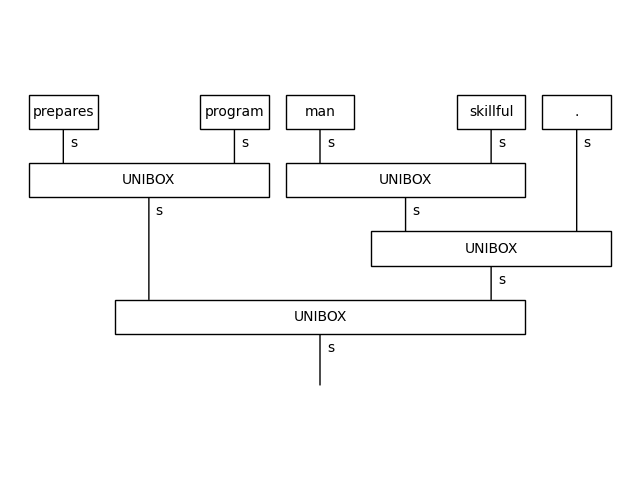 prepares program man skillful .
s s s s s
UNIBOX UNIBOX
s s
UNIBOX
s
UNIBOX
s